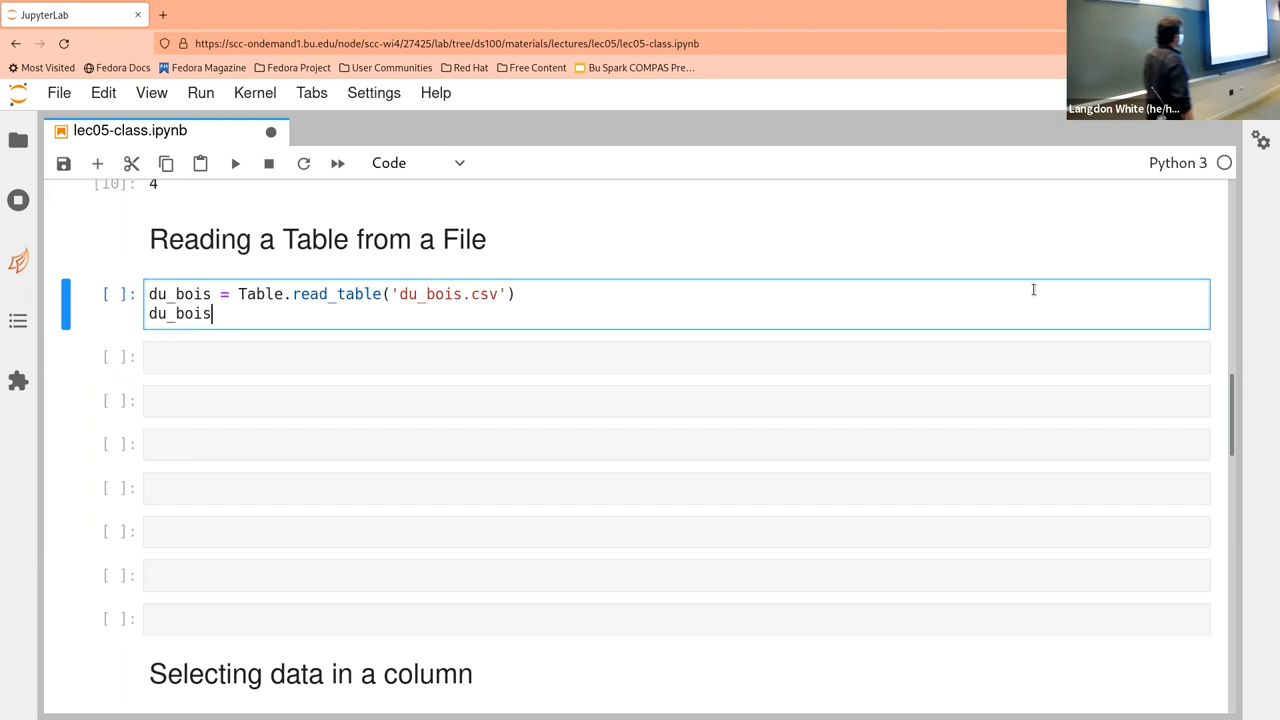 JupyterLab
https://scc-ondemand1.bu.edu/node/scc-wi4/27425/lab/tree/ds100/materials/lectures/lec05/lec05-class.ipynb
Most Visited Fedora Docs Fedora Magazine Fedora Project User Communities Red Hat Free Content Bu Spark COMPAS Pre…
Langdon White (he/h...
File Edit View Run Kernel Tabs Settings Help
lec05-class.ipynb
Code Python 3
[10]: 4
Reading a Table from a File
[ ]: du_bois = Table.read_table('du_bois.csv')
du_bois
[ ]:
[ ]:
[ ]:
[ ]:
[ ]:
[ ]:
[ ]:
Selecting data in a column